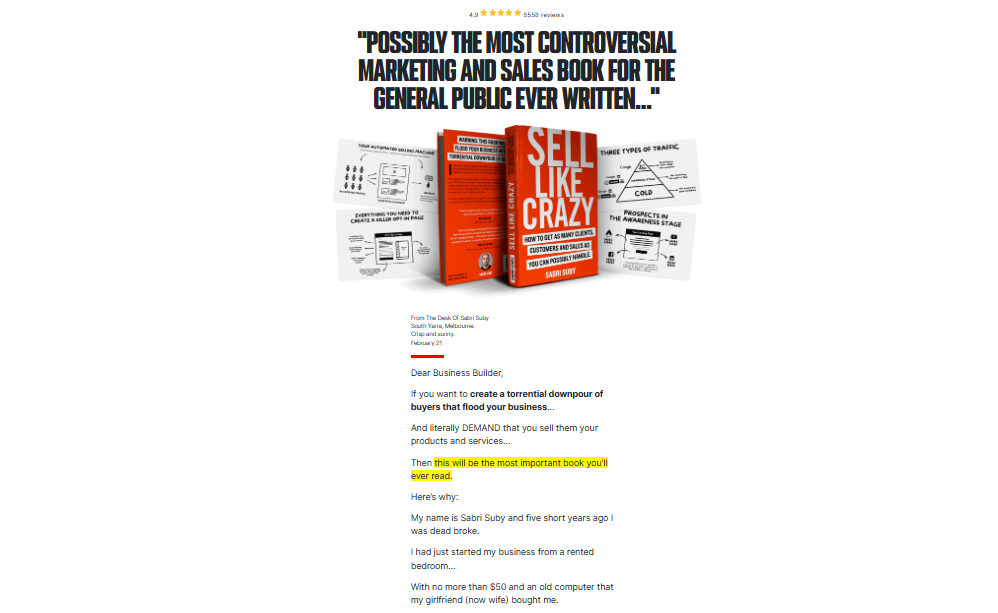 4.9 ★★★★★ 5558 reviews
"POSSIBLY THE MOST CONTROVERSIAL
MARKETING AND SALES BOOK FOR THE
GENERAL PUBLIC EVER WRITTEN..."
YOUR AUTOMATED SELLING MACHINE
EVERYTHING YOU NEED TO
CREATE A KILLER OPT-IN PAGE
WARNING: THIS BOOK
FLOOD YOUR BUSINESS
TORRENTIAL DOWNPOUR OF
SELL LIKE CRAZY
SELL
LIKE
CRAZY
HOW TO GET AS MANY CLIENTS,
CUSTOMERS AND SALES AS
YOU CAN POSSIBLY HANDLE.
SABRI SUBY
THREE TYPES OF TRAFFIC
Google
COLD
PROSPECTS IN
THE AWARENESS STAGE
From The Desk Of Sabri Suby
South Yarra, Melbourne.
Crisp and sunny.
February 21
Dear Business Builder,
If you want to create a torrential downpour of
buyers that flood your business...
And literally DEMAND that you sell them your
products and services...
Then this will be the most important book you'll
ever read.
Here's why:
My name is Sabri Suby and five short years ago I
was dead broke.
I had just started my business from a rented
bedroom...
With no more than $50 and an old computer that
my girlfriend (now wife) bought me.